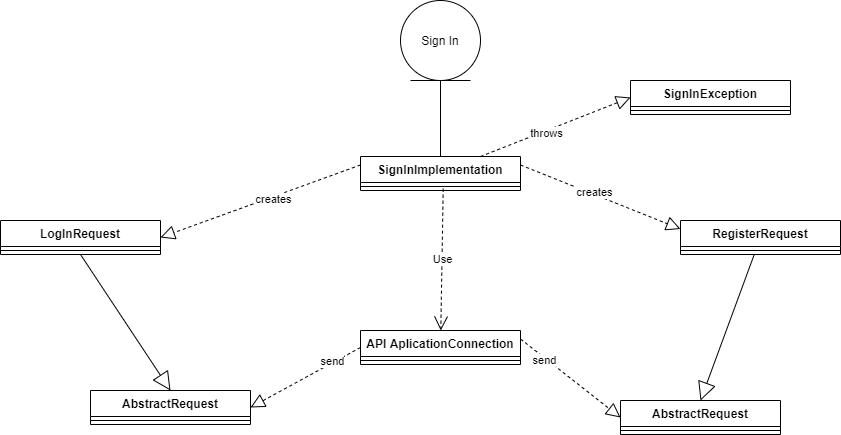 Sign In
SignInException
throws
SignInImplementation
creates
creates
LogInRequest
RegisterRequest
Use
API AplicationConnection
send
send
AbstractRequest
AbstractRequest